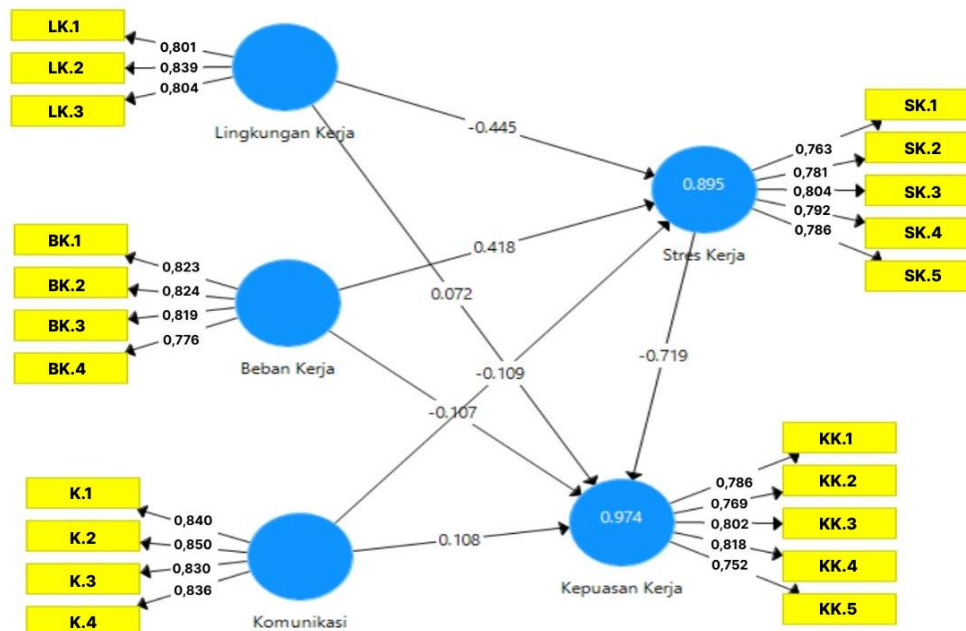 LK.1
LK.2
LK.3
0,801
0,839
0,804
Lingkungan Kerja
-0.445
SK.1
SK.2
SK.3
SK.4
SK.5
0,763
0,781
0,804
0,792
0,786
0.895
Stres Kerja
BK.1
BK.2
BK.3
BK.4
0,823
0,824
0,819
0,776
Beban Kerja
0.418
0.072
-0.109
-0.107
-0.719
K.1
K.2
K.3
K.4
0,840
0,850
0,830
0,836
Komunikasi
0.108
0.974
Kepuasan Kerja
0,786
0,769
0,802
0,818
0,752
KK.1
KK.2
KK.3
KK.4
KK.5